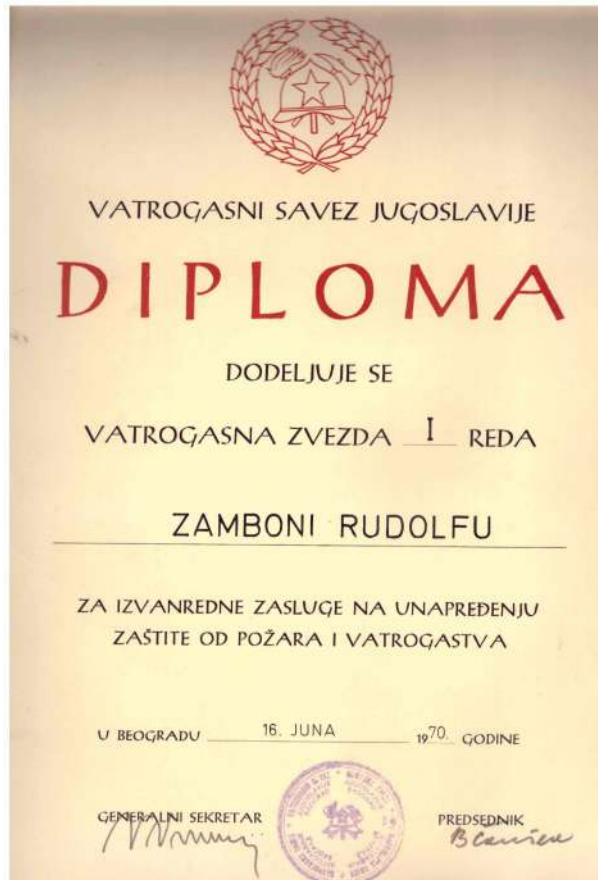 VATROGASNI SAVEZ JUGOSLAVIJE
DIPLOMA
DODELJUJE SE
VATROGASNA ZVEZDA I REDA
ZAMBONI RUDOLFU
ZA IZVANREDNE ZASLUGE NA UNAPREĐENJU
ZAŠTITE OD POŽARA I VATROGASTVA
U BEOGRADU 16. JUNA 1970. GODINE
GENERALNI SEKRETAR PREDSEDNIK